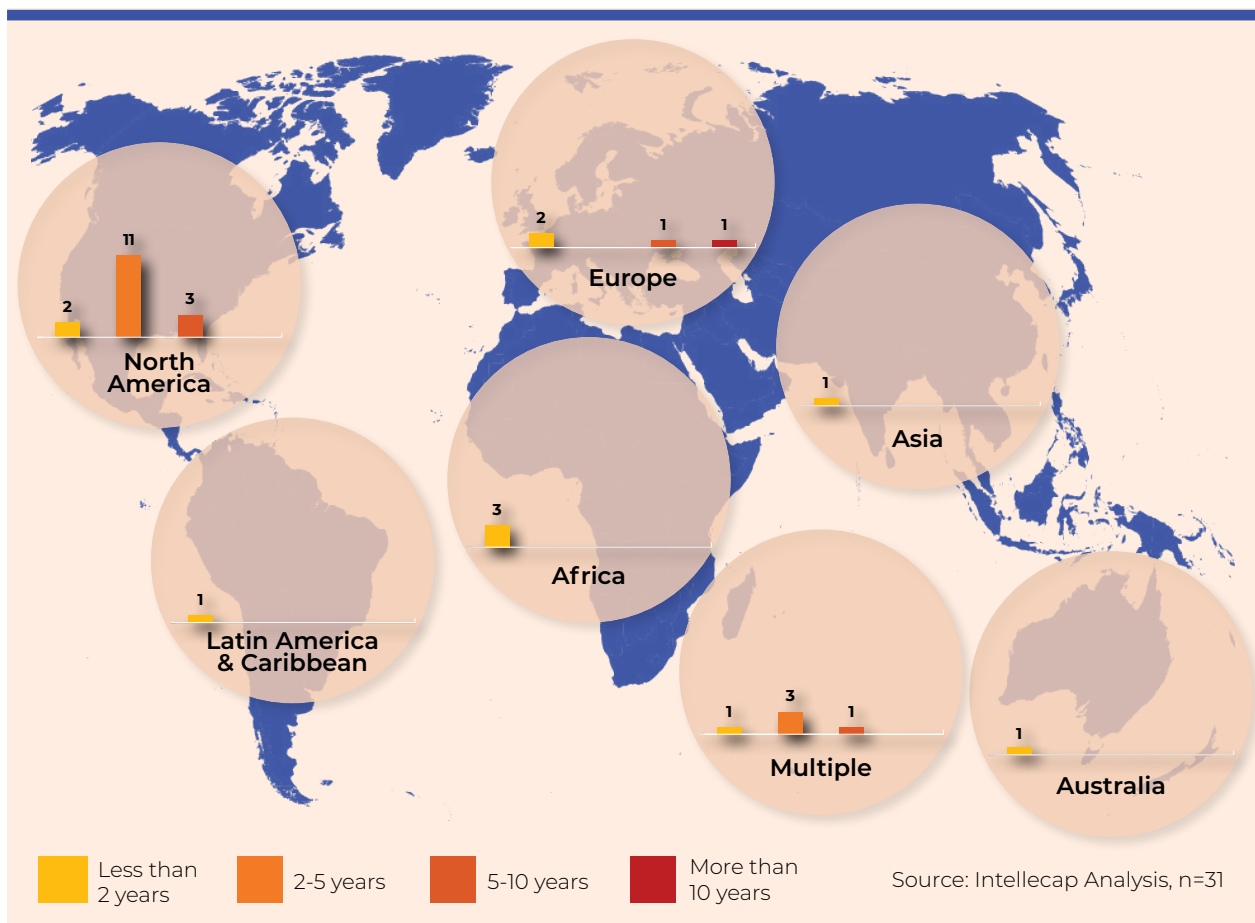 2
11
3
North
America
2
1
1
Europe
1
Asia
3
Africa
1
Latin America
& Caribbean
1
3
1
Multiple
1
Australia
Less than
2 years
2-5 years
5-10 years
More than
10 years
Source: Intellecap Analysis, n=31